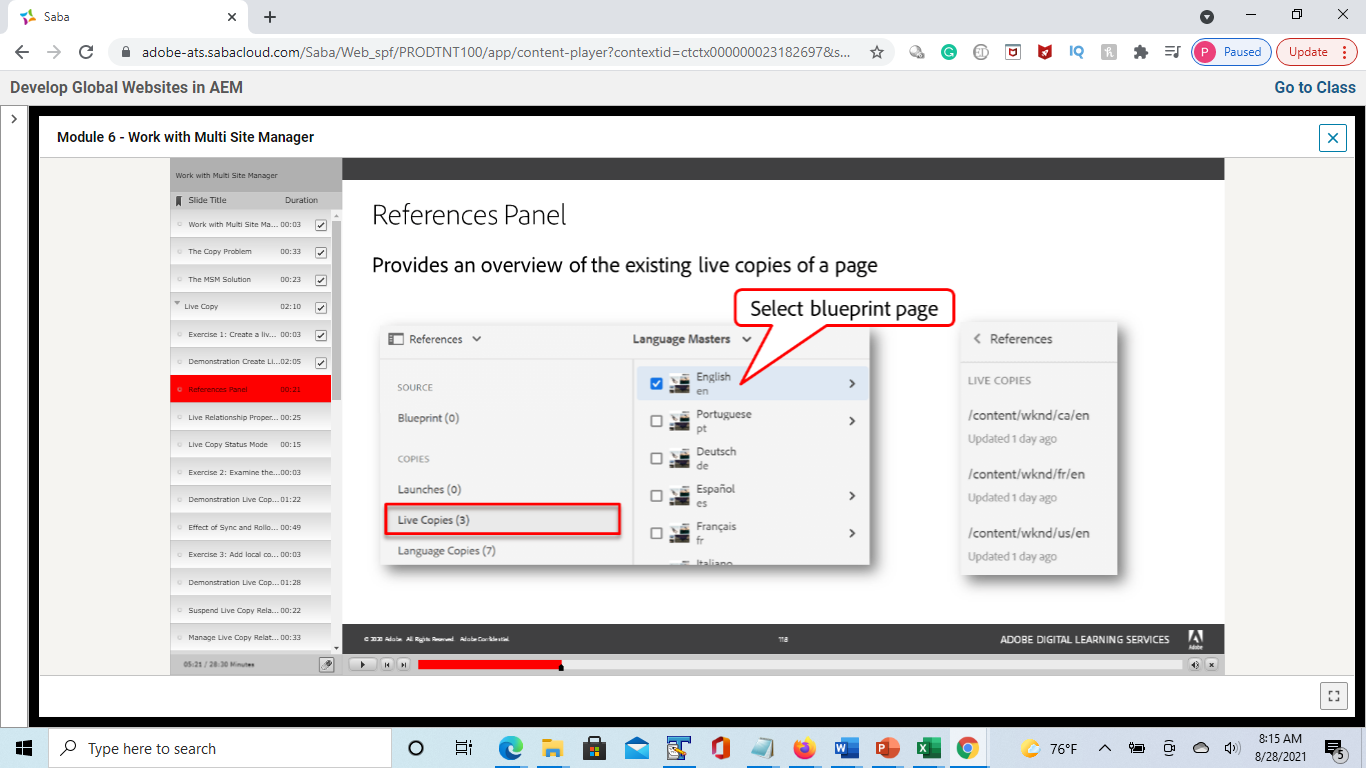 Saba
adobe-ats.sabacloud.com/Saba/Web_spf/PRODTNT100/app/content-player?contextid=ctctx000000023182697&s...
IQ
P Paused
Update
Develop Global Websites in AEM
Go to Class
Module 6 - Work with Multi Site Manager
Work with Multi Site Manager
Slide Title Duration
Work with Multi Site Ma... 00:03
The Copy Problem 00:33
The MSM Solution 00:23
Live Copy 02:10
Exercise 1: Create a liv... 00:03
Demonstration Create Li...02:05
References Panel 00:21
Live Relationship Proper... 00:25
Live Copy Status Mode 00:15
Exercise 2: Examine the...00:03
Demonstration Live Cop... 01:22
Effect of Sync and Rollo... 00:49
Exercise 3: Add local co... 00:03
Demonstration Live Cop... 01:28
Suspend Live Copy Rela... 00:22
Manage Live Copy Relat... 00:33
05:21 / 28:30 Minutes
References Panel
Provides an overview of the existing live copies of a page
Select blueprint page
References
Language Masters
SOURCE
Blueprint (0)
COPIES
Launches (0)
Live Copies (3)
Language Copies (7)
English
en
Portuguese
pt
Deutsch
de
Español
es
Français
fr
Italiano
References
LIVE COPIES
/content/wknd/ca/en
Updated 1 day ago
/content/wknd/fr/en
Updated 1 day ago
/content/wknd/us/en
Updated 1 day ago
© 2020 Adobe. All Rights Reserved. Adobe Confidential.
118
ADOBE DIGITAL LEARNING SERVICES
Adobe
Type here to search
76°F
8:15 AM
8/28/2021
5